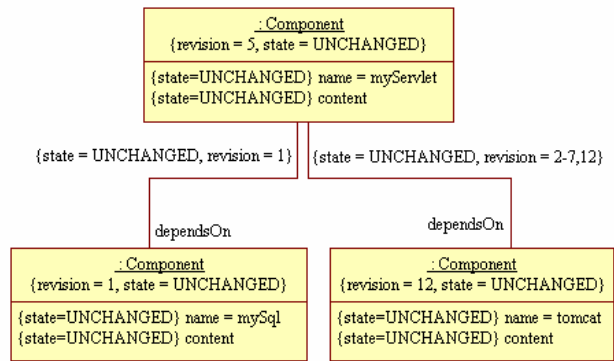 : Component
{revision = 5, state = UNCHANGED}
{state=UNCHANGED} name = myServlet
{state=UNCHANGED} content
{state = UNCHANGED, revision = 1}
{state = UNCHANGED, revision = 2-7,12}
dependsOn
dependsOn
: Component
{revision = 1, state = UNCHANGED}
{state=UNCHANGED} name = mySql
{state=UNCHANGED} content
: Component
{revision = 12, state = UNCHANGED}
{state=UNCHANGED} name = tomcat
{state=UNCHANGED} content